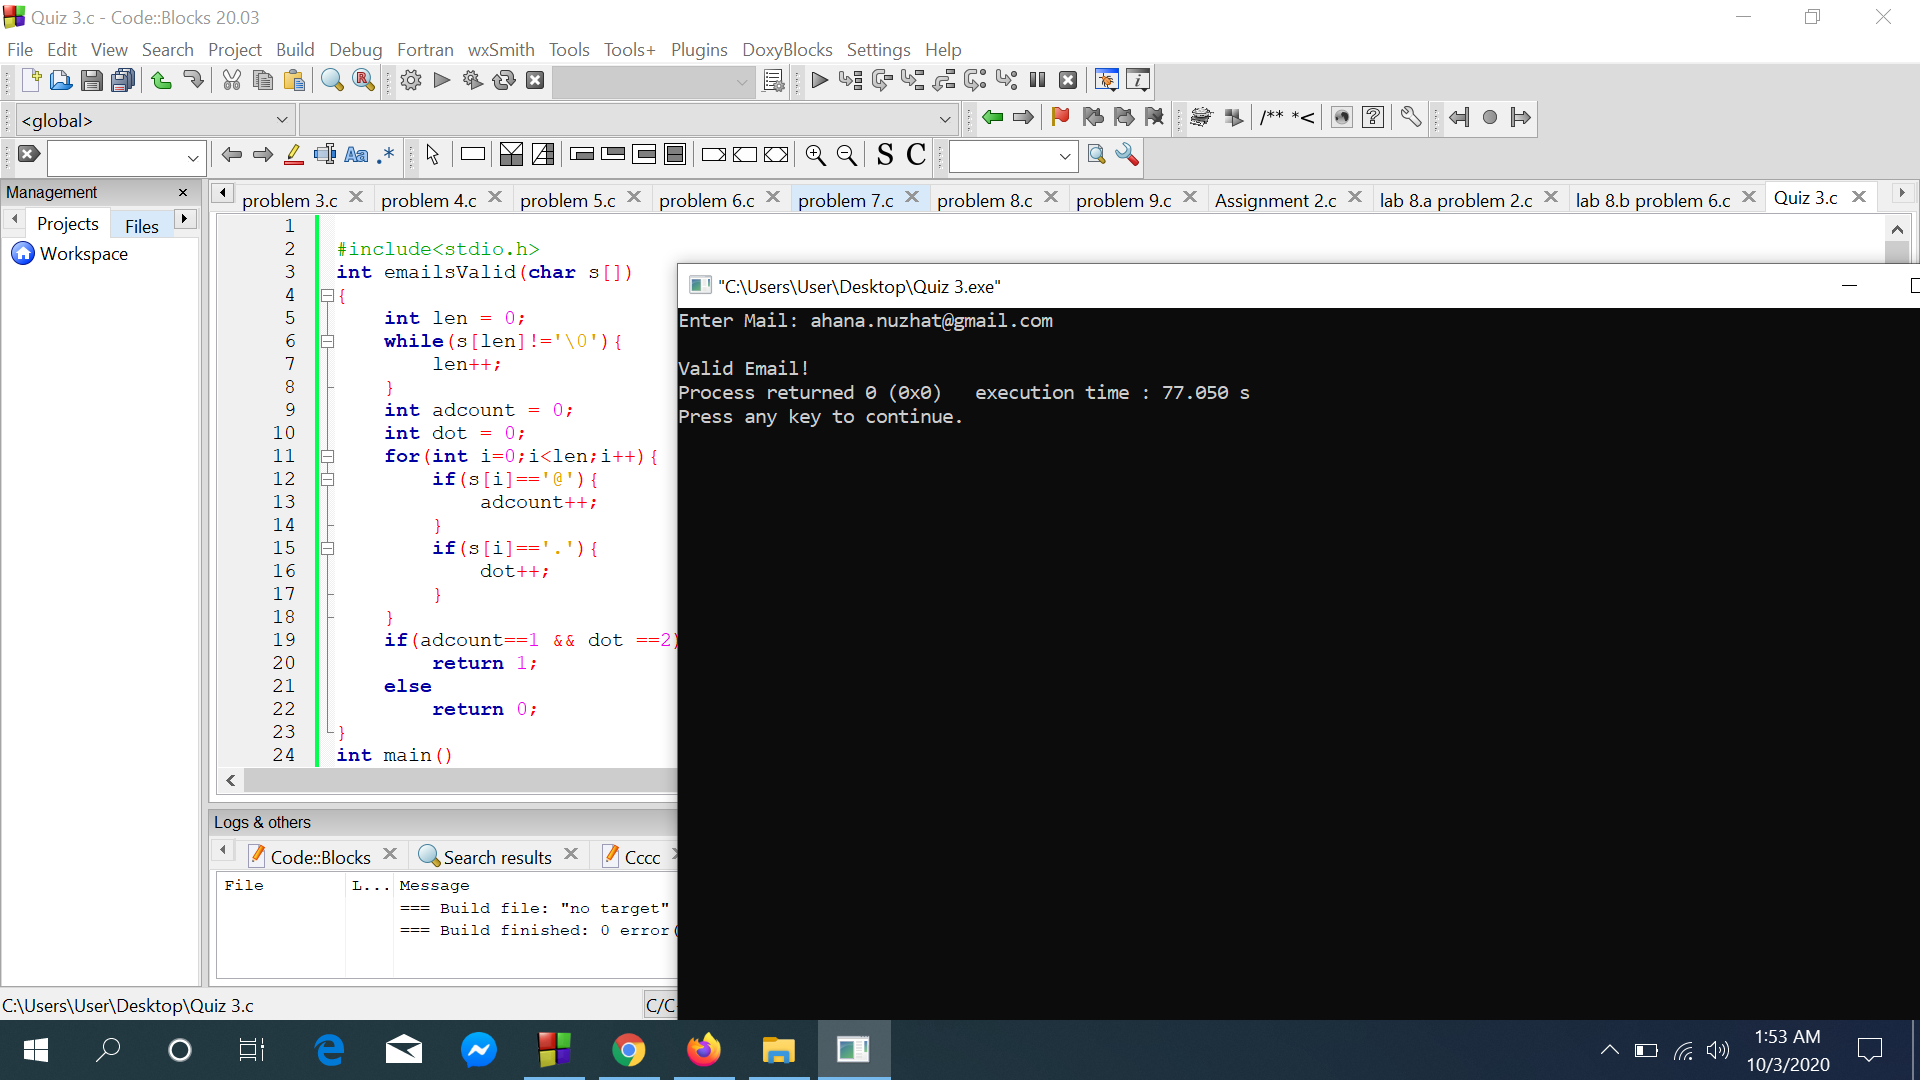 Quiz 3.c - Code::Blocks 20.03
File Edit View Search Project Build Debug Fortran wxSmith Tools Tools+ Plugins DoxyBlocks Settings Help
<global>
/** *<
Aa .* S C
Management
problem 3.c problem 4.c problem 5.c problem 6.c problem 7.c problem 8.c problem 9.c Assignment 2.c lab 8.a problem 2.c lab 8.b problem 6.c Quiz 3.c
Projects Files
Workspace
1
2 #include<stdio.h>
3 int emailsValid(char s[])
4 {
5 int len = 0;
6 while(s[len]!='\0'){
7 len++;
8 }
9 int adcount = 0;
10 int dot = 0;
11 for(int i=0;i<len;i++){
12 if(s[i]=='@'){
13 adcount++;
14 }
15 if(s[i]=='.'){
16 dot++;
17 }
18 }
19 if(adcount==1 && dot ==2)
20 return 1;
21 else
22 return 0;
23 }
24 int main()
"C:\Users\User\Desktop\Quiz 3.exe"
Enter Mail: ahana.nuzhat@gmail.com
Valid Email!
Process returned 0 (0x0) execution time : 77.050 s
Press any key to continue.
Logs & others
Code::Blocks Search results Cccc
File L... Message
=== Build file: "no target"
=== Build finished: 0 error(
C:\Users\User\Desktop\Quiz 3.c C/C
1:53 AM
10/3/2020